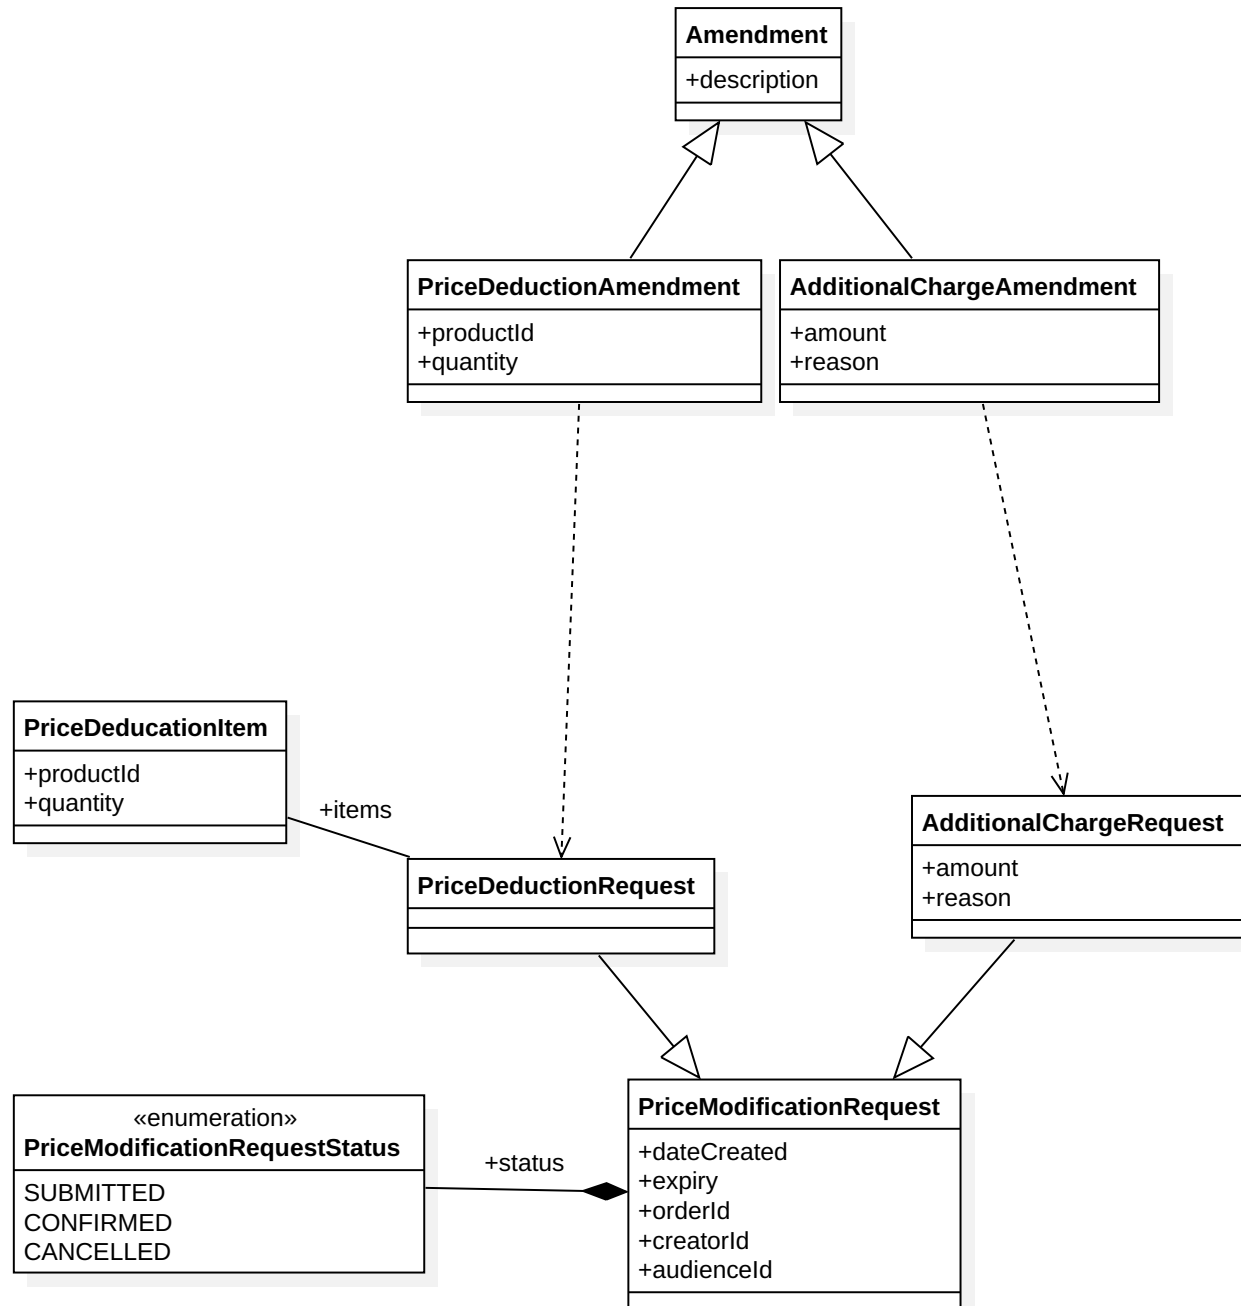 Amendment
+description
PriceDeductionAmendment
+productId
+quantity
AdditionalChargeAmendment
+amount
+reason
PriceDeducationItem
+productId
+quantity
+items
PriceDeductionRequest
AdditionalChargeRequest
+amount
+reason
«enumeration»
PriceModificationRequestStatus
SUBMITTED
CONFIRMED
CANCELLED
+status
PriceModificationRequest
+dateCreated
+expiry
+orderId
+creatorId
+audienceId